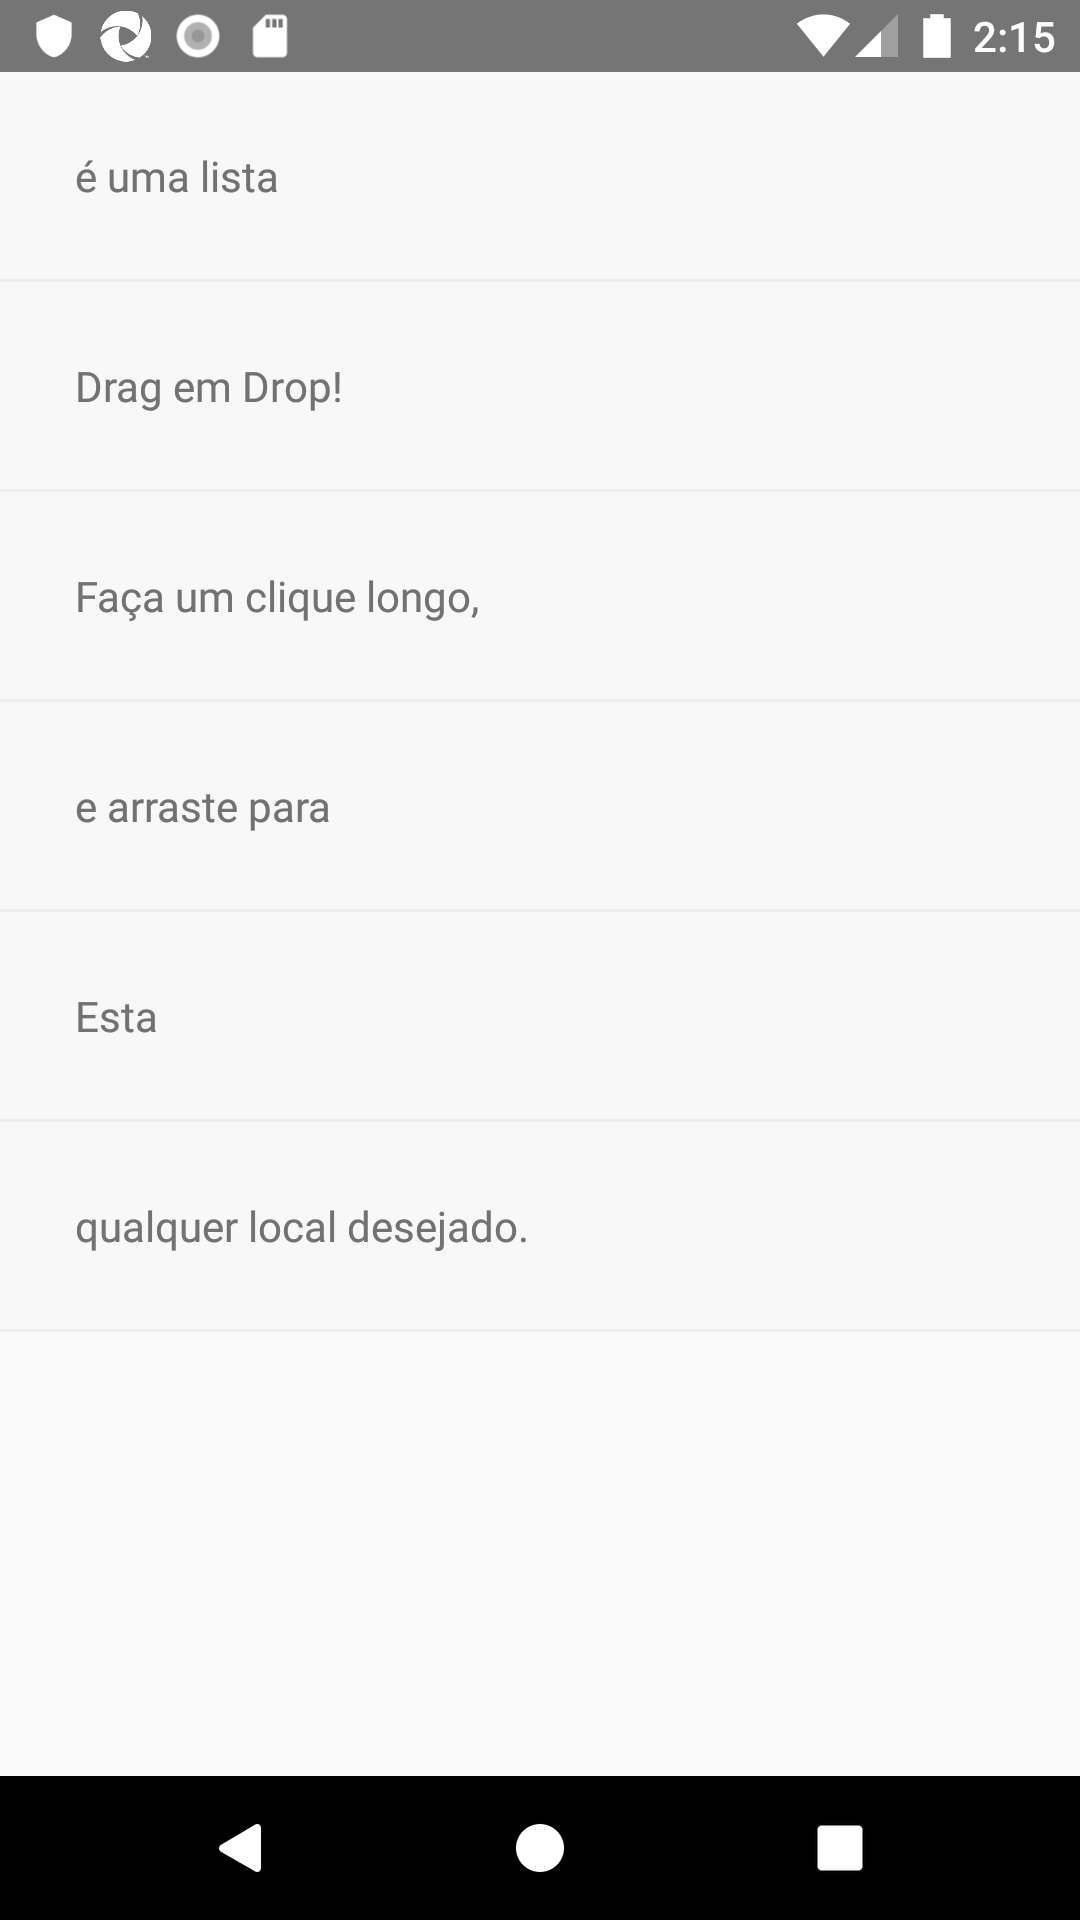 2:15
é uma lista
Drag em Drop!
Faça um clique longo,
e arraste para
Esta
qualquer local desejado.